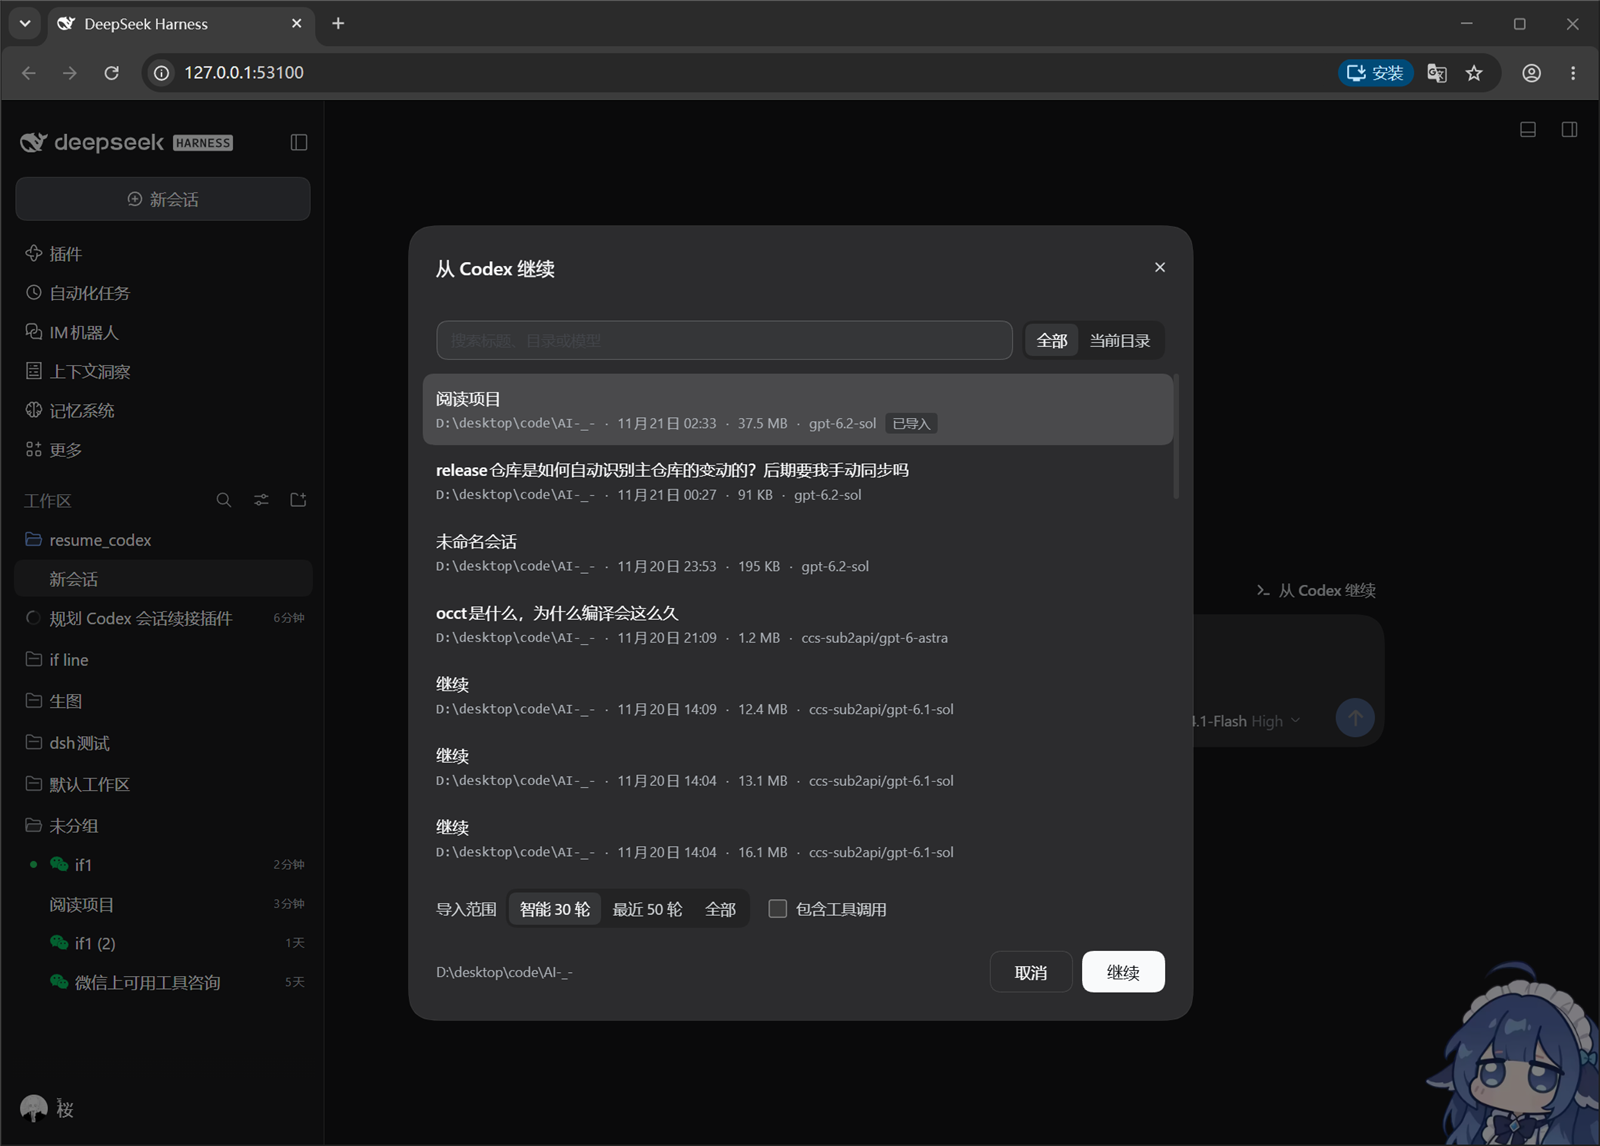 DeepSeek Harness
127.0.0.1:53100
安装
deepseek HARNESS
新会话
插件
自动化任务
IM机器人
上下文洞察
记忆系统
更多
工作区
resume_codex
新会话
规划 Codex 会话续接插件 6分钟
if line
生图
dsh测试
默认工作区
未分组
if1 2分钟
阅读项目 3分钟
if1 (2) 1天
微信上可用工具咨询 5天
桜
从 Codex 继续
搜索标题、目录或模型
全部 当前目录
阅读项目
D:\desktop\code\AI-_- · 11月21日 02:33 · 37.5 MB · gpt-6.2-sol 已导入
release仓库是如何自动识别主仓库的变动的？后期要我手动同步吗
D:\desktop\code\AI-_- · 11月21日 00:27 · 91 KB · gpt-6.2-sol
未命名会话
D:\desktop\code\AI-_- · 11月20日 23:53 · 195 KB · gpt-6.2-sol
occt是什么，为什么编译会这么久
D:\desktop\code\AI-_- · 11月20日 21:09 · 1.2 MB · ccs-sub2api/gpt-6-astra
继续
D:\desktop\code\AI-_- · 11月20日 14:09 · 12.4 MB · ccs-sub2api/gpt-6.1-sol
继续
D:\desktop\code\AI-_- · 11月20日 14:04 · 13.1 MB · ccs-sub2api/gpt-6.1-sol
继续
D:\desktop\code\AI-_- · 11月20日 14:04 · 16.1 MB · ccs-sub2api/gpt-6.1-sol
导入范围 智能 30 轮 最近 50 轮 全部 包含工具调用
D:\desktop\code\AI-_-
取消 继续
从 Codex 继续
.1-Flash High